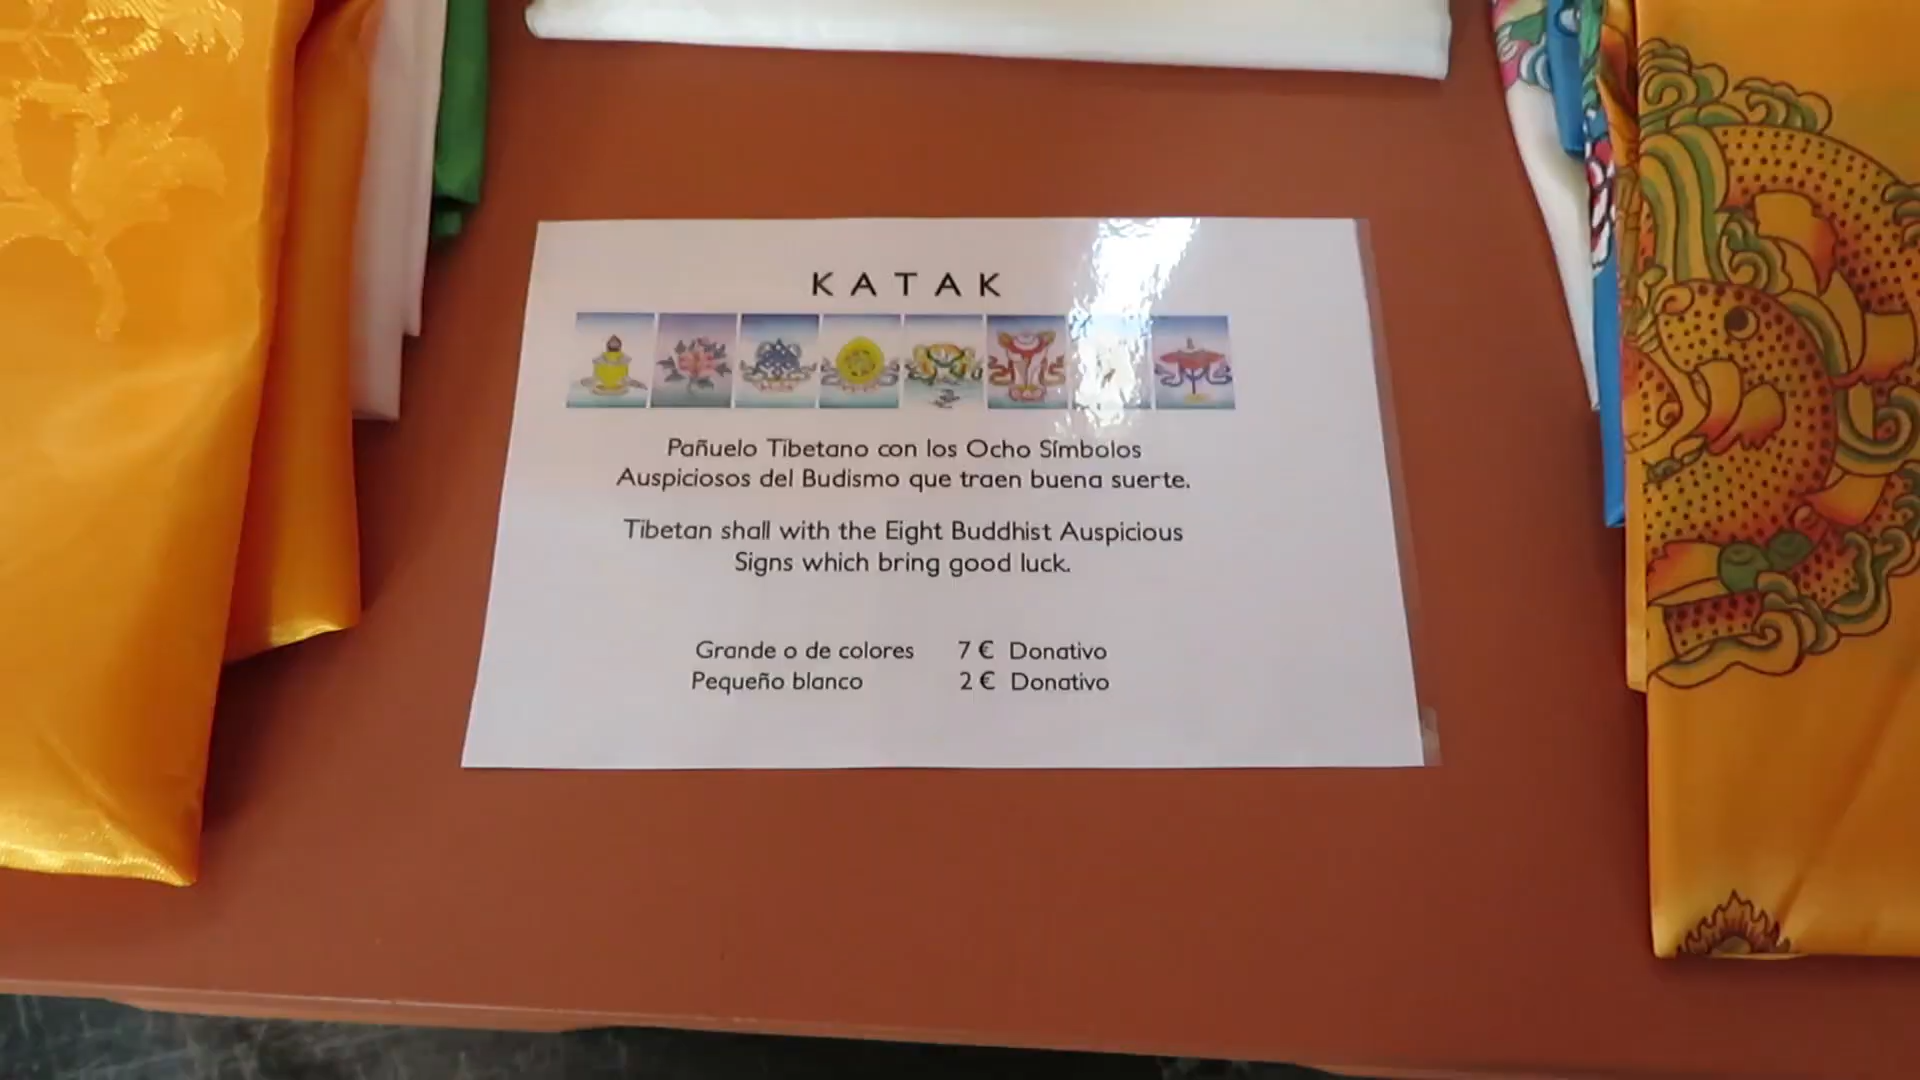 KATAK
Pañuelo Tibetano con los Ocho Símbolos
Auspiciosos del Budismo que traen buena suerte.
Tibetan shall with the Eight Buddhist Auspicious
Signs which bring good luck.
Grande o de colores 7 € Donativo
Pequeño blanco 2 € Donativo